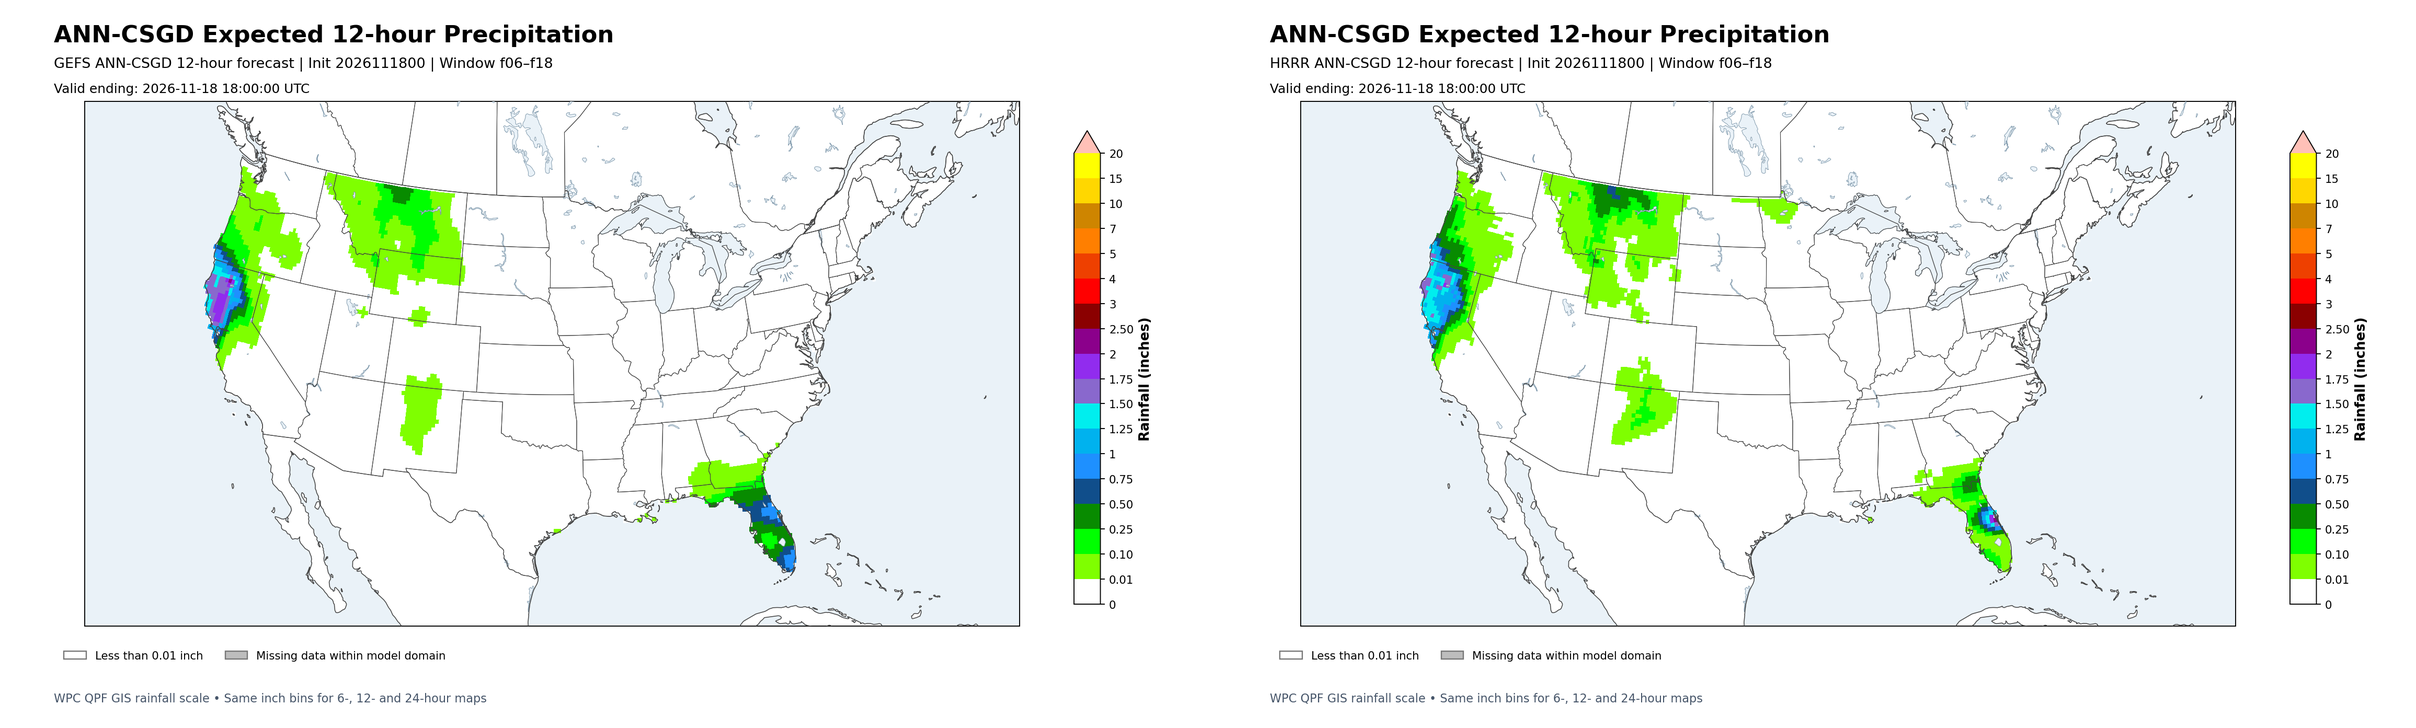 ANN-CSGD Expected 12-hour Precipitation
GEFS ANN-CSGD 12-hour forecast | Init 2026111800 | Window f06–f18
Valid ending: 2026-11-18 18:00:00 UTC
20
15
10
7
5
4
3
2.50
2
1.75
1.50
1.25
1
0.75
0.50
0.25
0.10
0.01
0
Rainfall (inches)
Less than 0.01 inch
Missing data within model domain
WPC QPF GIS rainfall scale • Same inch bins for 6-, 12- and 24-hour maps
ANN-CSGD Expected 12-hour Precipitation
HRRR ANN-CSGD 12-hour forecast | Init 2026111800 | Window f06–f18
Valid ending: 2026-11-18 18:00:00 UTC
20
15
10
7
5
4
3
2.50
2
1.75
1.50
1.25
1
0.75
0.50
0.25
0.10
0.01
0
Rainfall (inches)
Less than 0.01 inch
Missing data within model domain
WPC QPF GIS rainfall scale • Same inch bins for 6-, 12- and 24-hour maps